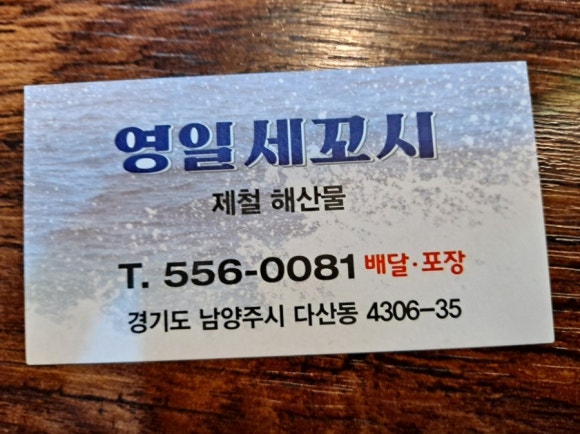 영일세꼬시
제철 해산물
T. 556-0081 배달·포장
경기도 남양주시 다산동 4306-35